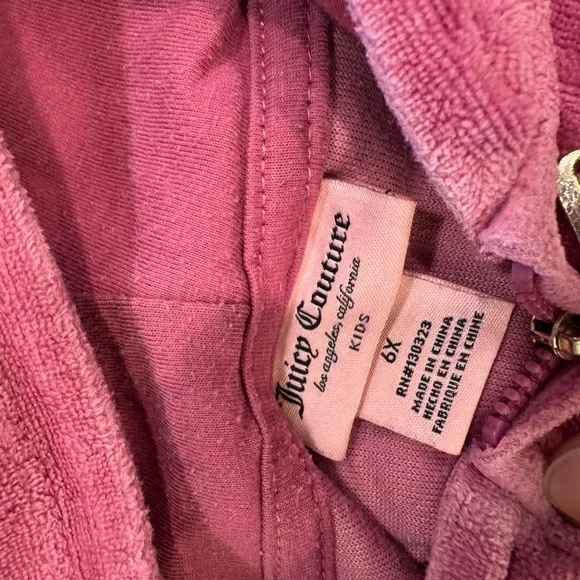 Juicy Couture
los angeles, california
KIDS
6X
RN#130323
MADE IN CHINA
HECHO EN CHINA
FABRIQUE EN CHINE